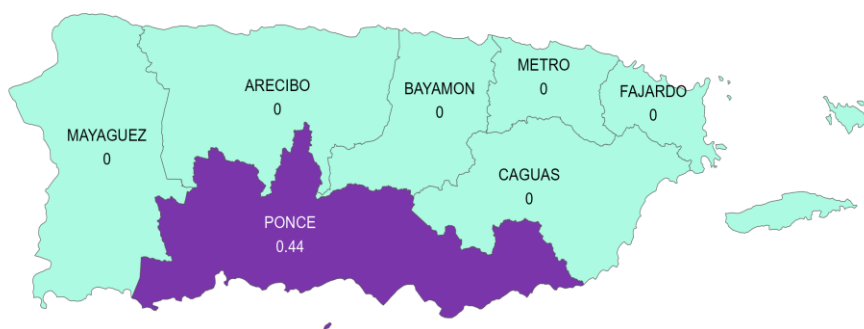 METRO
0
ARECIBO
0
BAYAMON
0
FAJARDO
0
MAYAGUEZ
0
CAGUAS
0
PONCE
0.44